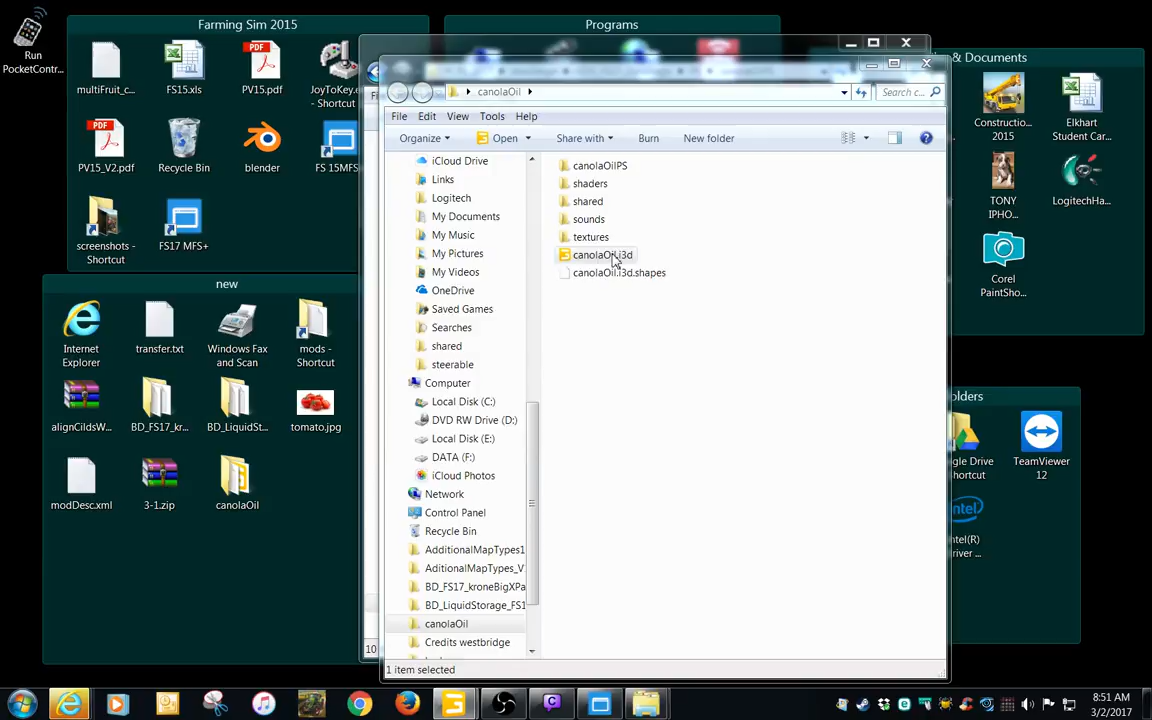 Farming Sim 2015
Programs
& Documents
Run
PocketContr...
multiFruit_c...
FS15.xls
PV15.pdf
JoyToKey.e
- Shortcut
PV15_V2.pdf
Recycle Bin
blender
FS 15MFS
screenshots -
Shortcut
FS17 MFS+
new
Internet
Explorer
transfer.txt
Windows Fax
and Scan
mods -
Shortcut
alignCildsW...
BD_FS17_kr...
BD_LiquidSt...
tomato.jpg
modDesc.xml
3-1.zip
canolaOil
canolaOil
Search c...
File Edit View Tools Help
Organize Open Share with Burn New folder
iCloud Drive
Links
Logitech
My Documents
My Music
My Pictures
My Videos
OneDrive
Saved Games
Searches
shared
steerable
Computer
Local Disk (C:)
DVD RW Drive (D:)
Local Disk (E:)
DATA (F:)
iCloud Photos
Network
Control Panel
Recycle Bin
AdditionalMapTypes1
AditionalMapTypes_V
BD_FS17_kroneBigXPa
BD_LiquidStorage_FS1
canolaOil
Credits westbridge
canolaOilPS
shaders
shared
sounds
textures
canolaOil.i3d
canolaOil.i3d.shapes
10
1 item selected
Constructio...
2015
Elkhart
Student Car...
TONY
IPHO...
LogitechHa...
Corel
PaintSho...
olders
gle Drive
hortcut
TeamViewer
12
ntel(R)
river ...
8:51 AM
3/2/2017